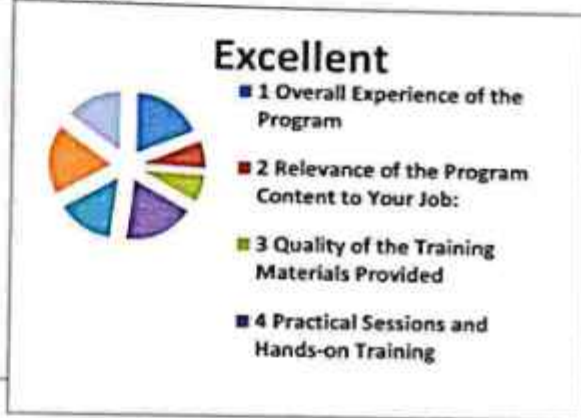 Excellent
1 Overall Experience of the
Program
2 Relevance of the Program
Content to Your Job:
3 Quality of the Training
Materials Provided
4 Practical Sessions and
Hands-on Training